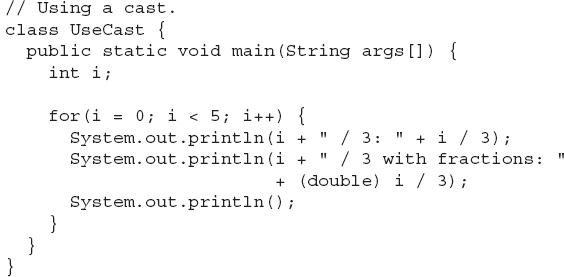 // Using a cast.
class UseCast {
  public static void main(String args[]) {
    int i;

    for(i = 0; i < 5; i++) {
      System.out.println(i + " / 3: " + i / 3);
      System.out.println(i + " / 3 with fractions: "
                         + (double) i / 3);
      System.out.println();
    }
  }
}